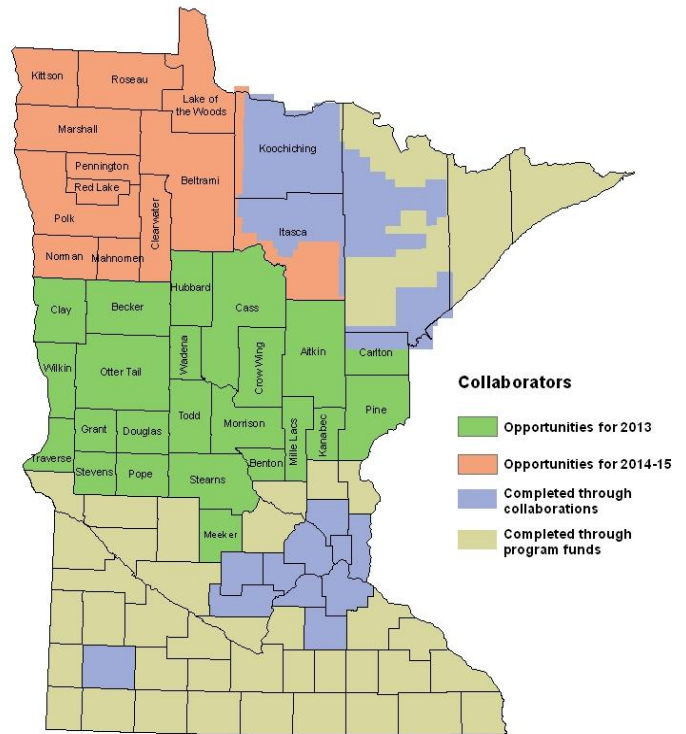 Kittson
Roseau
Lake of
the Woods
Marshall
Koochiching
Pennington
Beltrami
Red Lake
Clearwater
Polk
Itasca
Norman
Mahnomen
Hubbard
Clay
Becker
Cass
Wadena
Crow Wing
Aitkin
Carlton
Wilkin
Otter Tail
Pine
Todd
Morrison
Mille Lacs
Kanabec
Grant
Douglas
Traverse
Benton
Stevens
Pope
Stearns
Meeker
Collaborators
Opportunities for 2013
Opportunities for 2014-15
Completed through
collaborations
Completed through
program funds